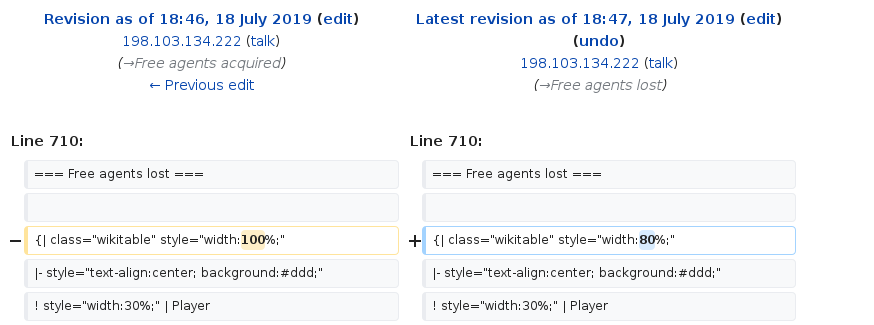 Revision as of 18:46, 18 July 2019 (edit)
198.103.134.222 (talk)
(→Free agents acquired)
← Previous edit
Latest revision as of 18:47, 18 July 2019 (edit)
(undo)
198.103.134.222 (talk)
(→Free agents lost)
Line 710:
Line 710:
=== Free agents lost ===
=== Free agents lost ===
− {| class="wikitable" style="width:100%;"
+ {| class="wikitable" style="width:80%;"
|- style="text-align:center; background:#ddd;"
|- style="text-align:center; background:#ddd;"
! style="width:30%;" | Player
! style="width:30%;" | Player